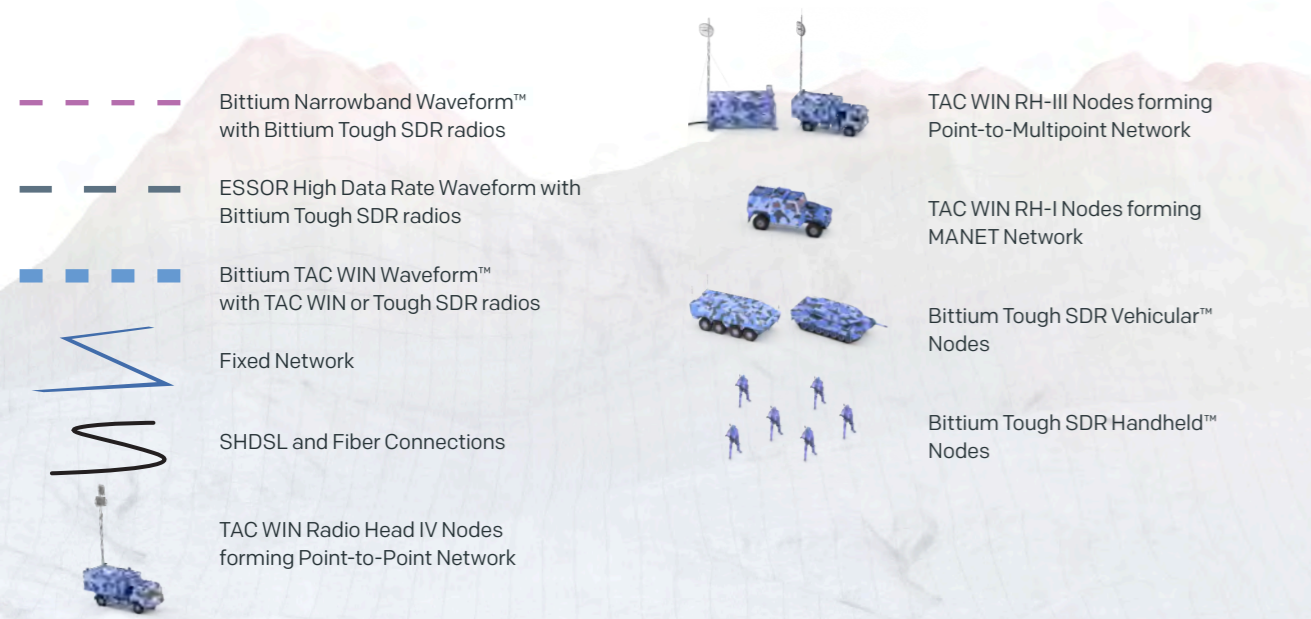 Bittium Narrowband Waveform™
with Bittium Tough SDR radios
ESSOR High Data Rate Waveform with
Bittium Tough SDR radios
Bittium TAC WIN Waveform™
with TAC WIN or Tough SDR radios
Fixed Network
SHDSL and Fiber Connections
TAC WIN Radio Head IV Nodes
forming Point-to-Point Network
TAC WIN RH-III Nodes forming
Point-to-Multipoint Network
TAC WIN RH-I Nodes forming
MANET Network
Bittium Tough SDR Vehicular™
Nodes
Bittium Tough SDR Handheld™
Nodes